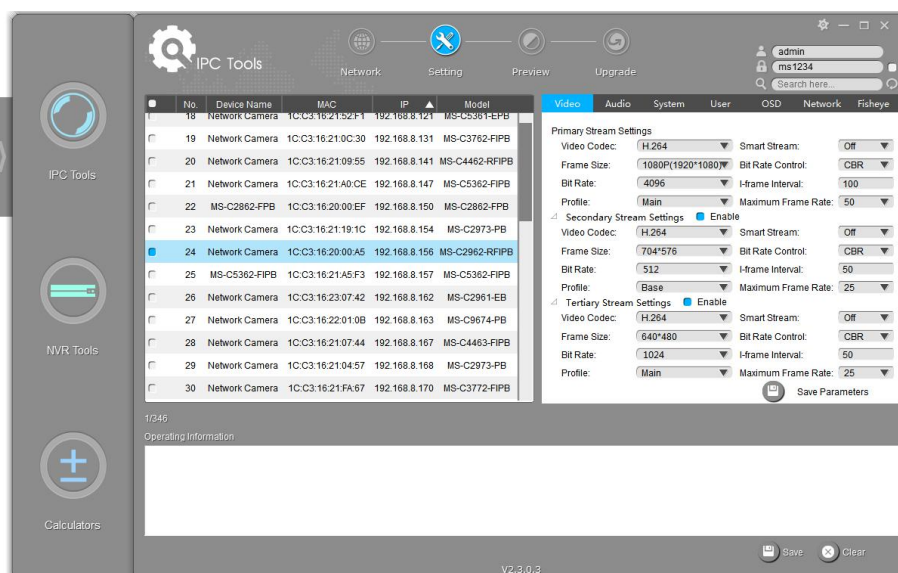 admin
IPC Tools
ms1234
Network Setting Preview Upgrade
Search here...
No. Device Name MAC IP Model
18 Network Camera 1C:C3:16:21:52:F1 192.168.8.121 MS-C5361-EPB
19 Network Camera 1C:C3:16:21:0C:30 192.168.8.131 MS-C3762-FIPB
20 Network Camera 1C:C3:16:21:09:55 192.168.8.141 MS-C4462-RFIPB
21 Network Camera 1C:C3:16:21:A0:CE 192.168.8.147 MS-C5362-FIPB
22 MS-C2862-FPB 1C:C3:16:20:00:EF 192.168.8.150 MS-C2862-FPB
23 Network Camera 1C:C3:16:21:19:1C 192.168.8.154 MS-C2973-PB
24 Network Camera 1C:C3:16:20:00:A5 192.168.8.156 MS-C2962-RFIPB
25 MS-C5362-FIPB 1C:C3:16:21:A5:F3 192.168.8.157 MS-C5362-FIPB
26 Network Camera 1C:C3:16:23:07:42 192.168.8.162 MS-C2961-EB
27 Network Camera 1C:C3:16:22:01:0B 192.168.8.163 MS-C9674-PB
28 Network Camera 1C:C3:16:21:07:44 192.168.8.167 MS-C4463-FIPB
29 Network Camera 1C:C3:16:21:04:57 192.168.8.168 MS-C2973-PB
30 Network Camera 1C:C3:16:21:FA:67 192.168.8.170 MS-C3772-FIPB
Video Audio System User OSD Network Fisheye
Primary Stream Settings
Video Codec: H.264 Smart Stream: Off
Frame Size: 1080P(1920*1080) Bit Rate Control: CBR
Bit Rate: 4096 I-frame Interval: 100
Profile: Main Maximum Frame Rate: 50
Secondary Stream Settings Enable
Video Codec: H.264 Smart Stream: Off
Frame Size: 704*576 Bit Rate Control: CBR
Bit Rate: 512 I-frame Interval: 50
Profile: Base Maximum Frame Rate: 25
Tertiary Stream Settings Enable
Video Codec: H.264 Smart Stream: Off
Frame Size: 640*480 Bit Rate Control: CBR
Bit Rate: 1024 I-frame Interval: 50
Profile: Main Maximum Frame Rate: 25
Save Parameters
IPC Tools
NVR Tools
Calculators
1/346
Operating Information
Save Clear
V2.3.0.3